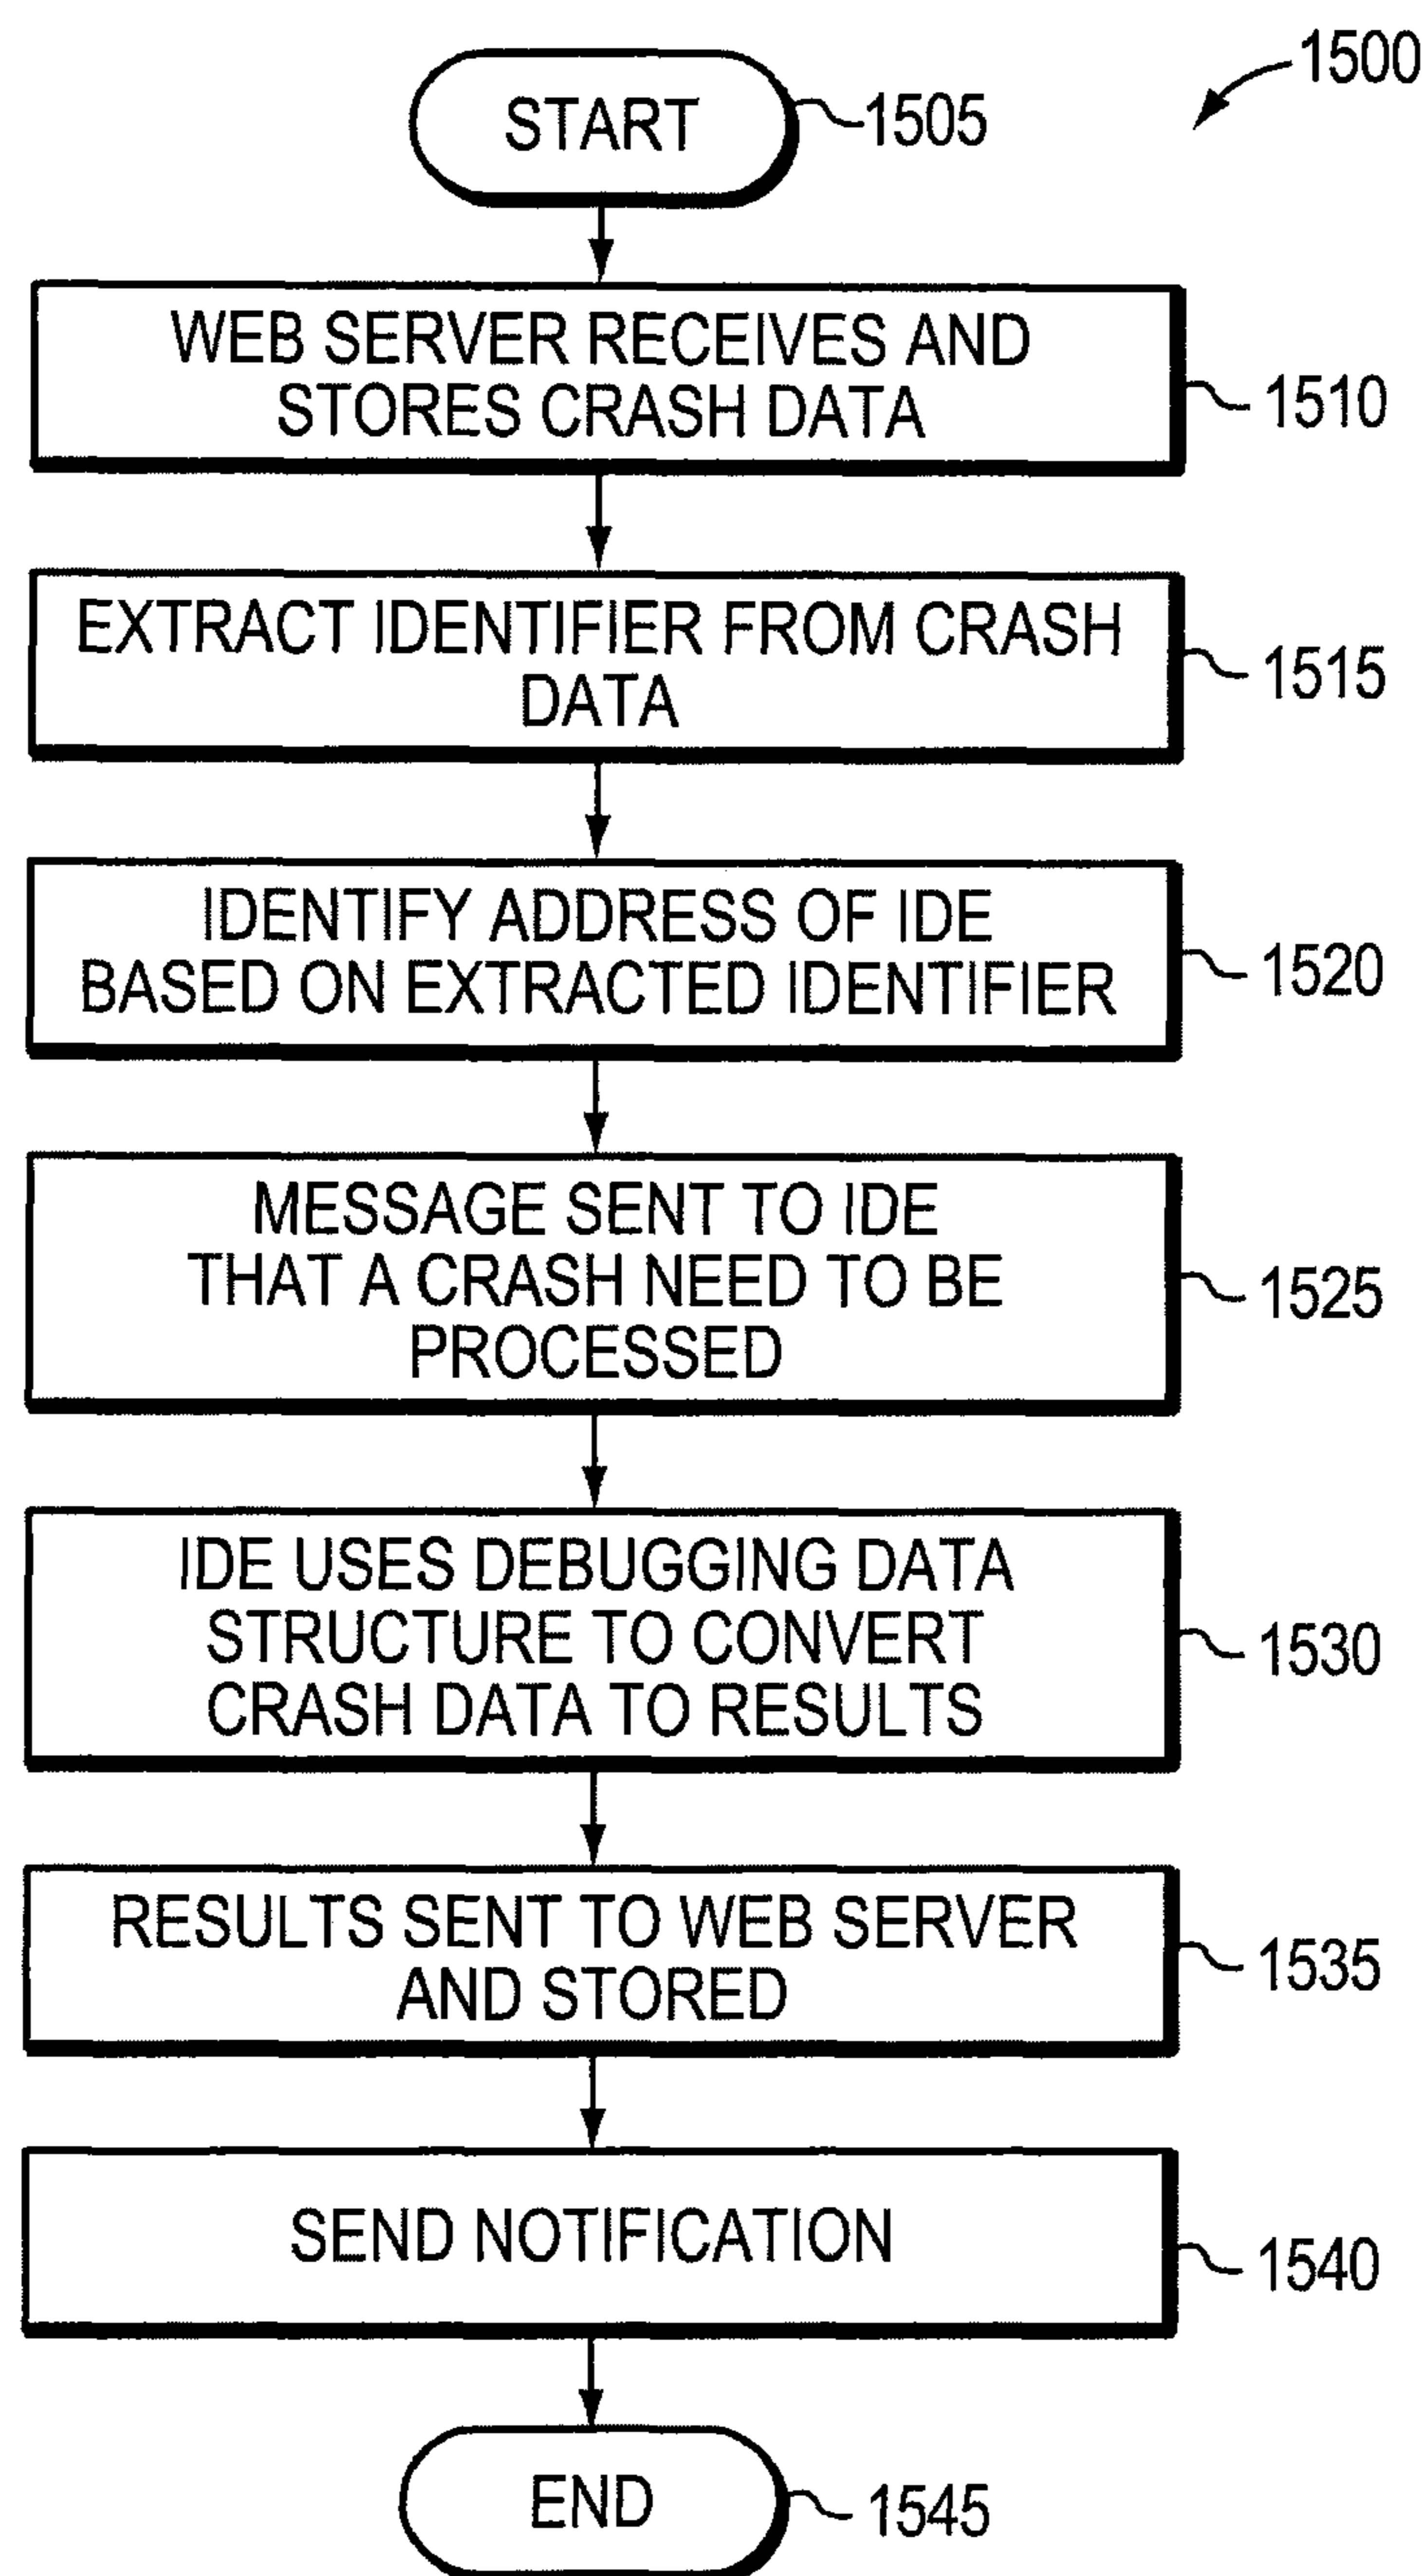 1500
START
1505
WEB SERVER RECEIVES AND
STORES CRASH DATA
1510
EXTRACT IDENTIFIER FROM CRASH
DATA
1515
IDENTIFY ADDRESS OF IDE
BASED ON EXTRACTED IDENTIFIER
1520
MESSAGE SENT TO IDE
THAT A CRASH NEED TO BE
PROCESSED
1525
IDE USES DEBUGGING DATA
STRUCTURE TO CONVERT
CRASH DATA TO RESULTS
1530
RESULTS SENT TO WEB SERVER
AND STORED
1535
SEND NOTIFICATION
1540
END
1545